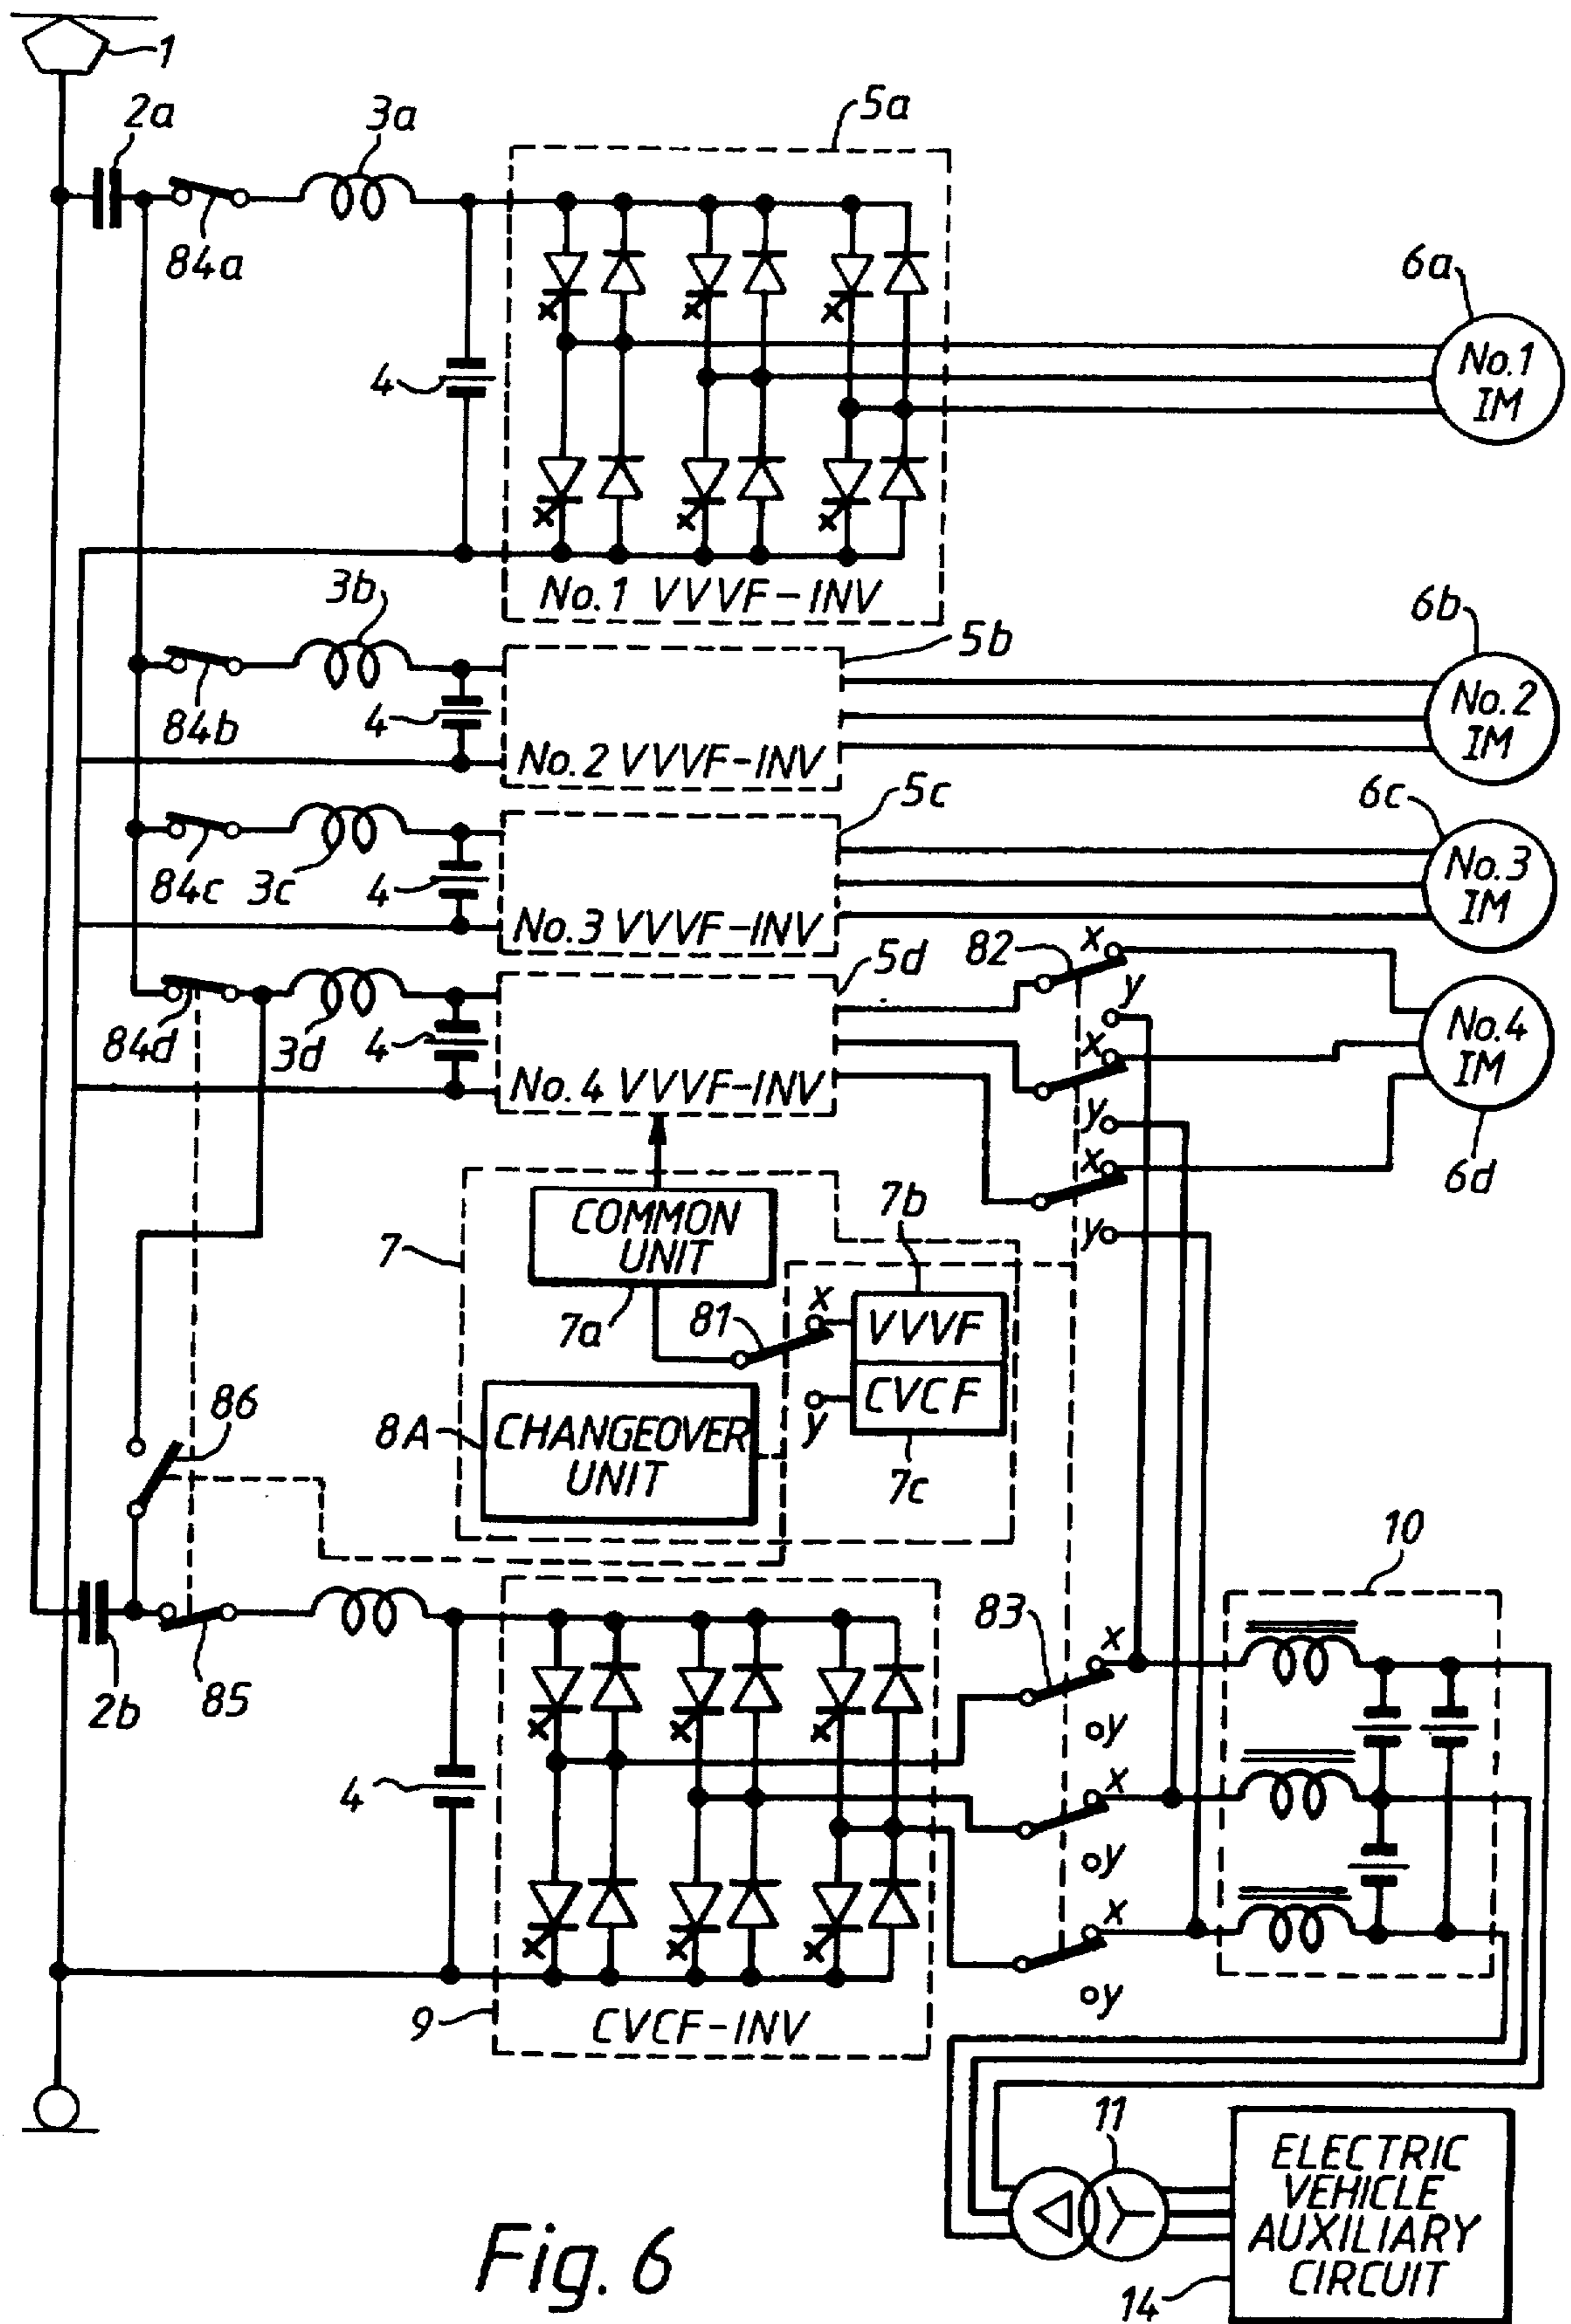 1
2a
3a
5a
84a
6a
No.1
IM
4
x
x
x
x
x
x
No.1 VVVF-INV
3b
5b
6b
84b
4
No.2 VVVF-INV
No.2
IM
5c
6c
84c
3c
4
No.3 VVVF-INV
No.3
IM
82
x
5d
y
84d
3d
4
No.4 VVVF-INV
x
No.4
IM
y
x
6d
y
7
COMMON
UNIT
7a
7b
81
x
VVVF
CVCF
y
7c
8A
CHANGEOVER
UNIT
86
10
2b
85
83
x
y
4
x
x
x
x
y
x
x
x
x
y
9
CVCF-INV
11
ELECTRIC
VEHICLE
AUXILIARY
CIRCUIT
14
Fig. 6